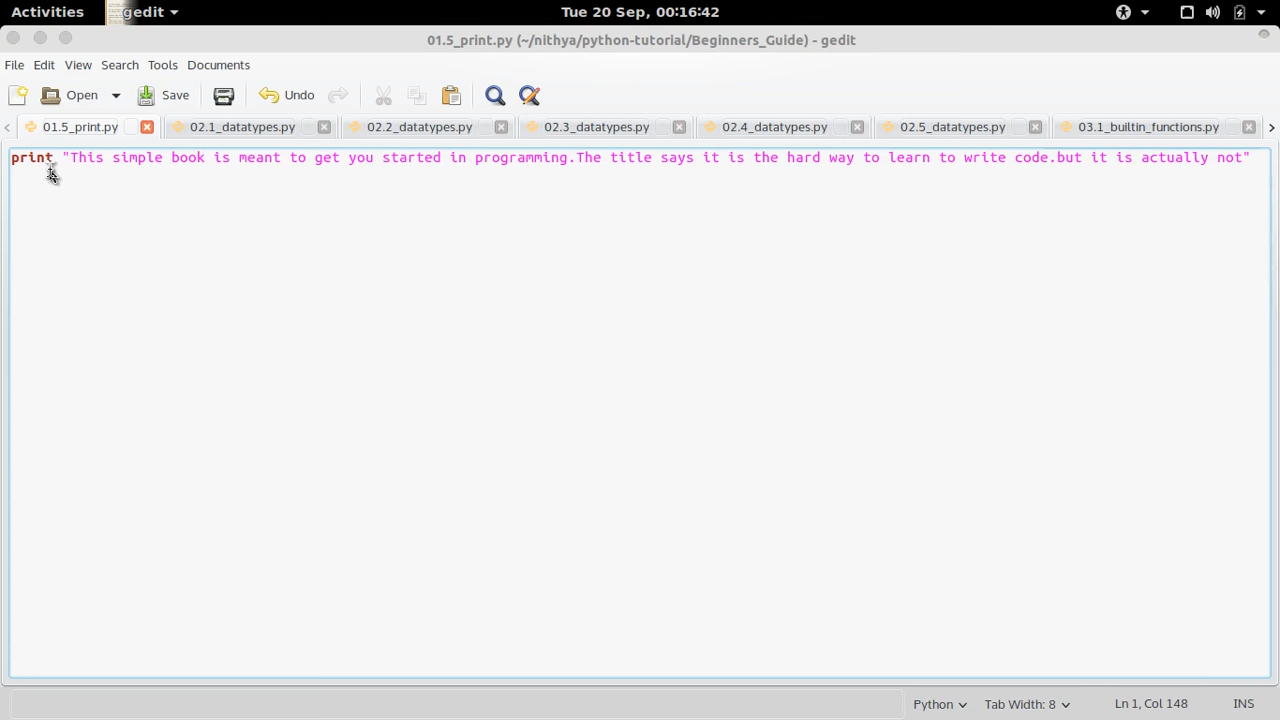 Activities gedit Tue 20 Sep, 00:16:42
01.5_print.py (~/nithya/python-tutorial/Beginners_Guide) - gedit
File Edit View Search Tools Documents
Open Save Undo
01.5_print.py 02.1_datatypes.py 02.2_datatypes.py 02.3_datatypes.py 02.4_datatypes.py 02.5_datatypes.py 03.1_builtin_functions.py
print "This simple book is meant to get you started in programming.The title says it is the hard way to learn to write code.but it is actually not"
Python Tab Width: 8 Ln 1, Col 148 INS